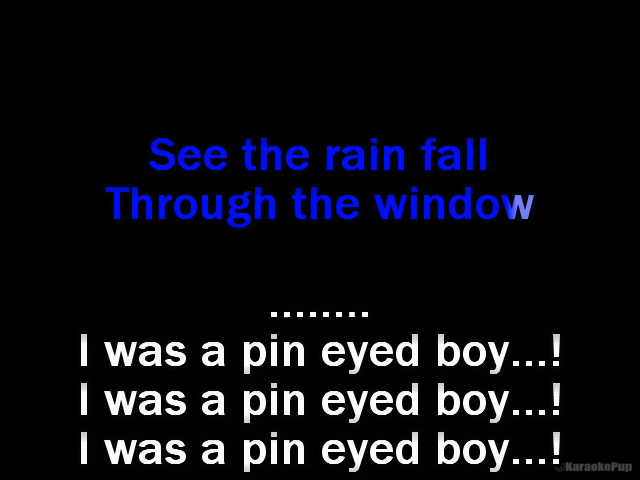 See the rain fall
Through the window
........
I was a pin eyed boy...!
I was a pin eyed boy...!
I was a pin eyed boy...!
KaraokePup